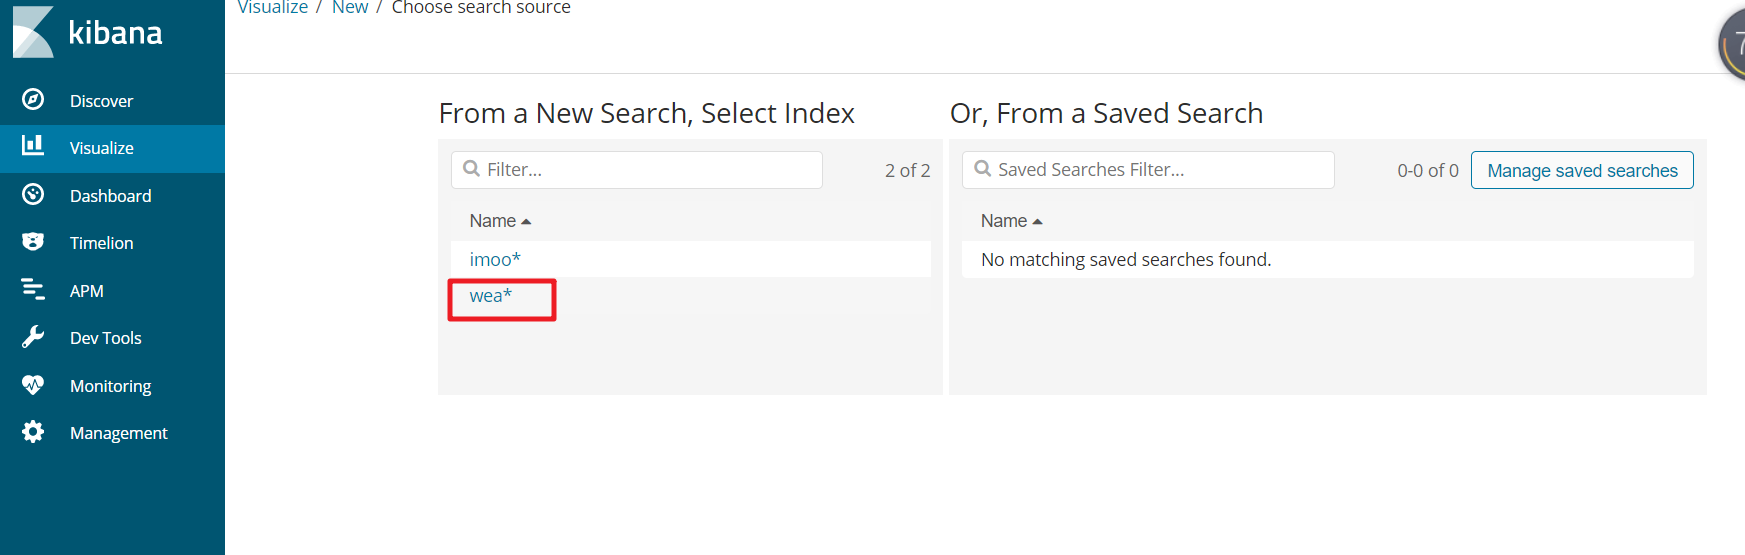 Visualize / New / Choose search source
kibana
Discover
Visualize
Dashboard
Timelion
APM
Dev Tools
Monitoring
Management
From a New Search, Select Index
Filter...
2 of 2
Name
imoo*
wea*
Or, From a Saved Search
Saved Searches Filter...
0-0 of 0
Manage saved searches
Name
No matching saved searches found.